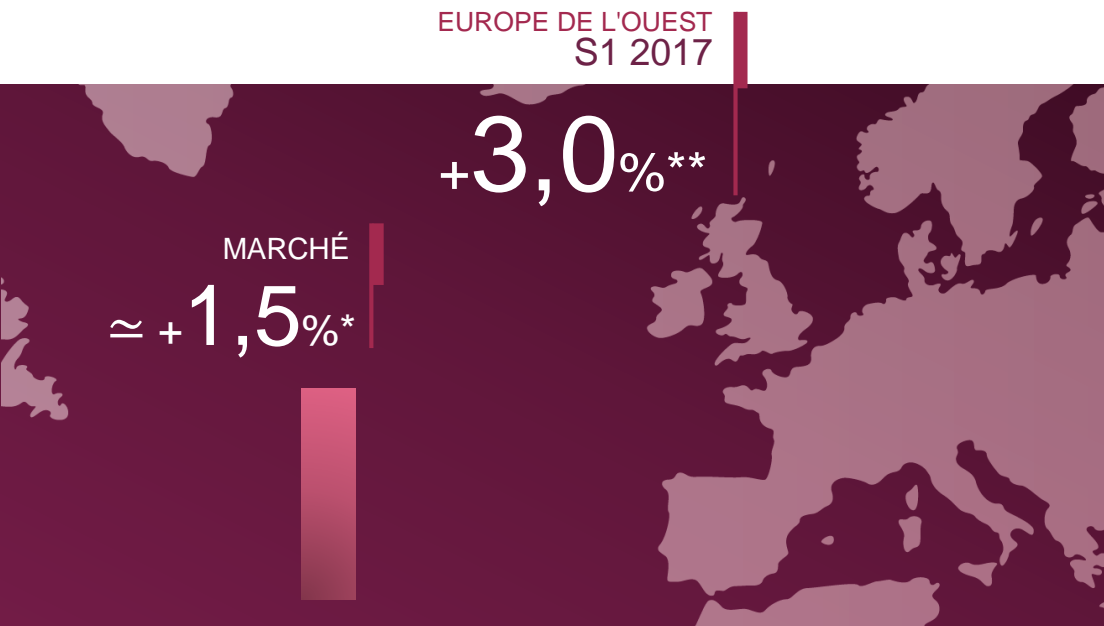 EUROPE DE L'OUEST
S1 2017
+3,0%**
MARCHÉ
≃ +1,5%*